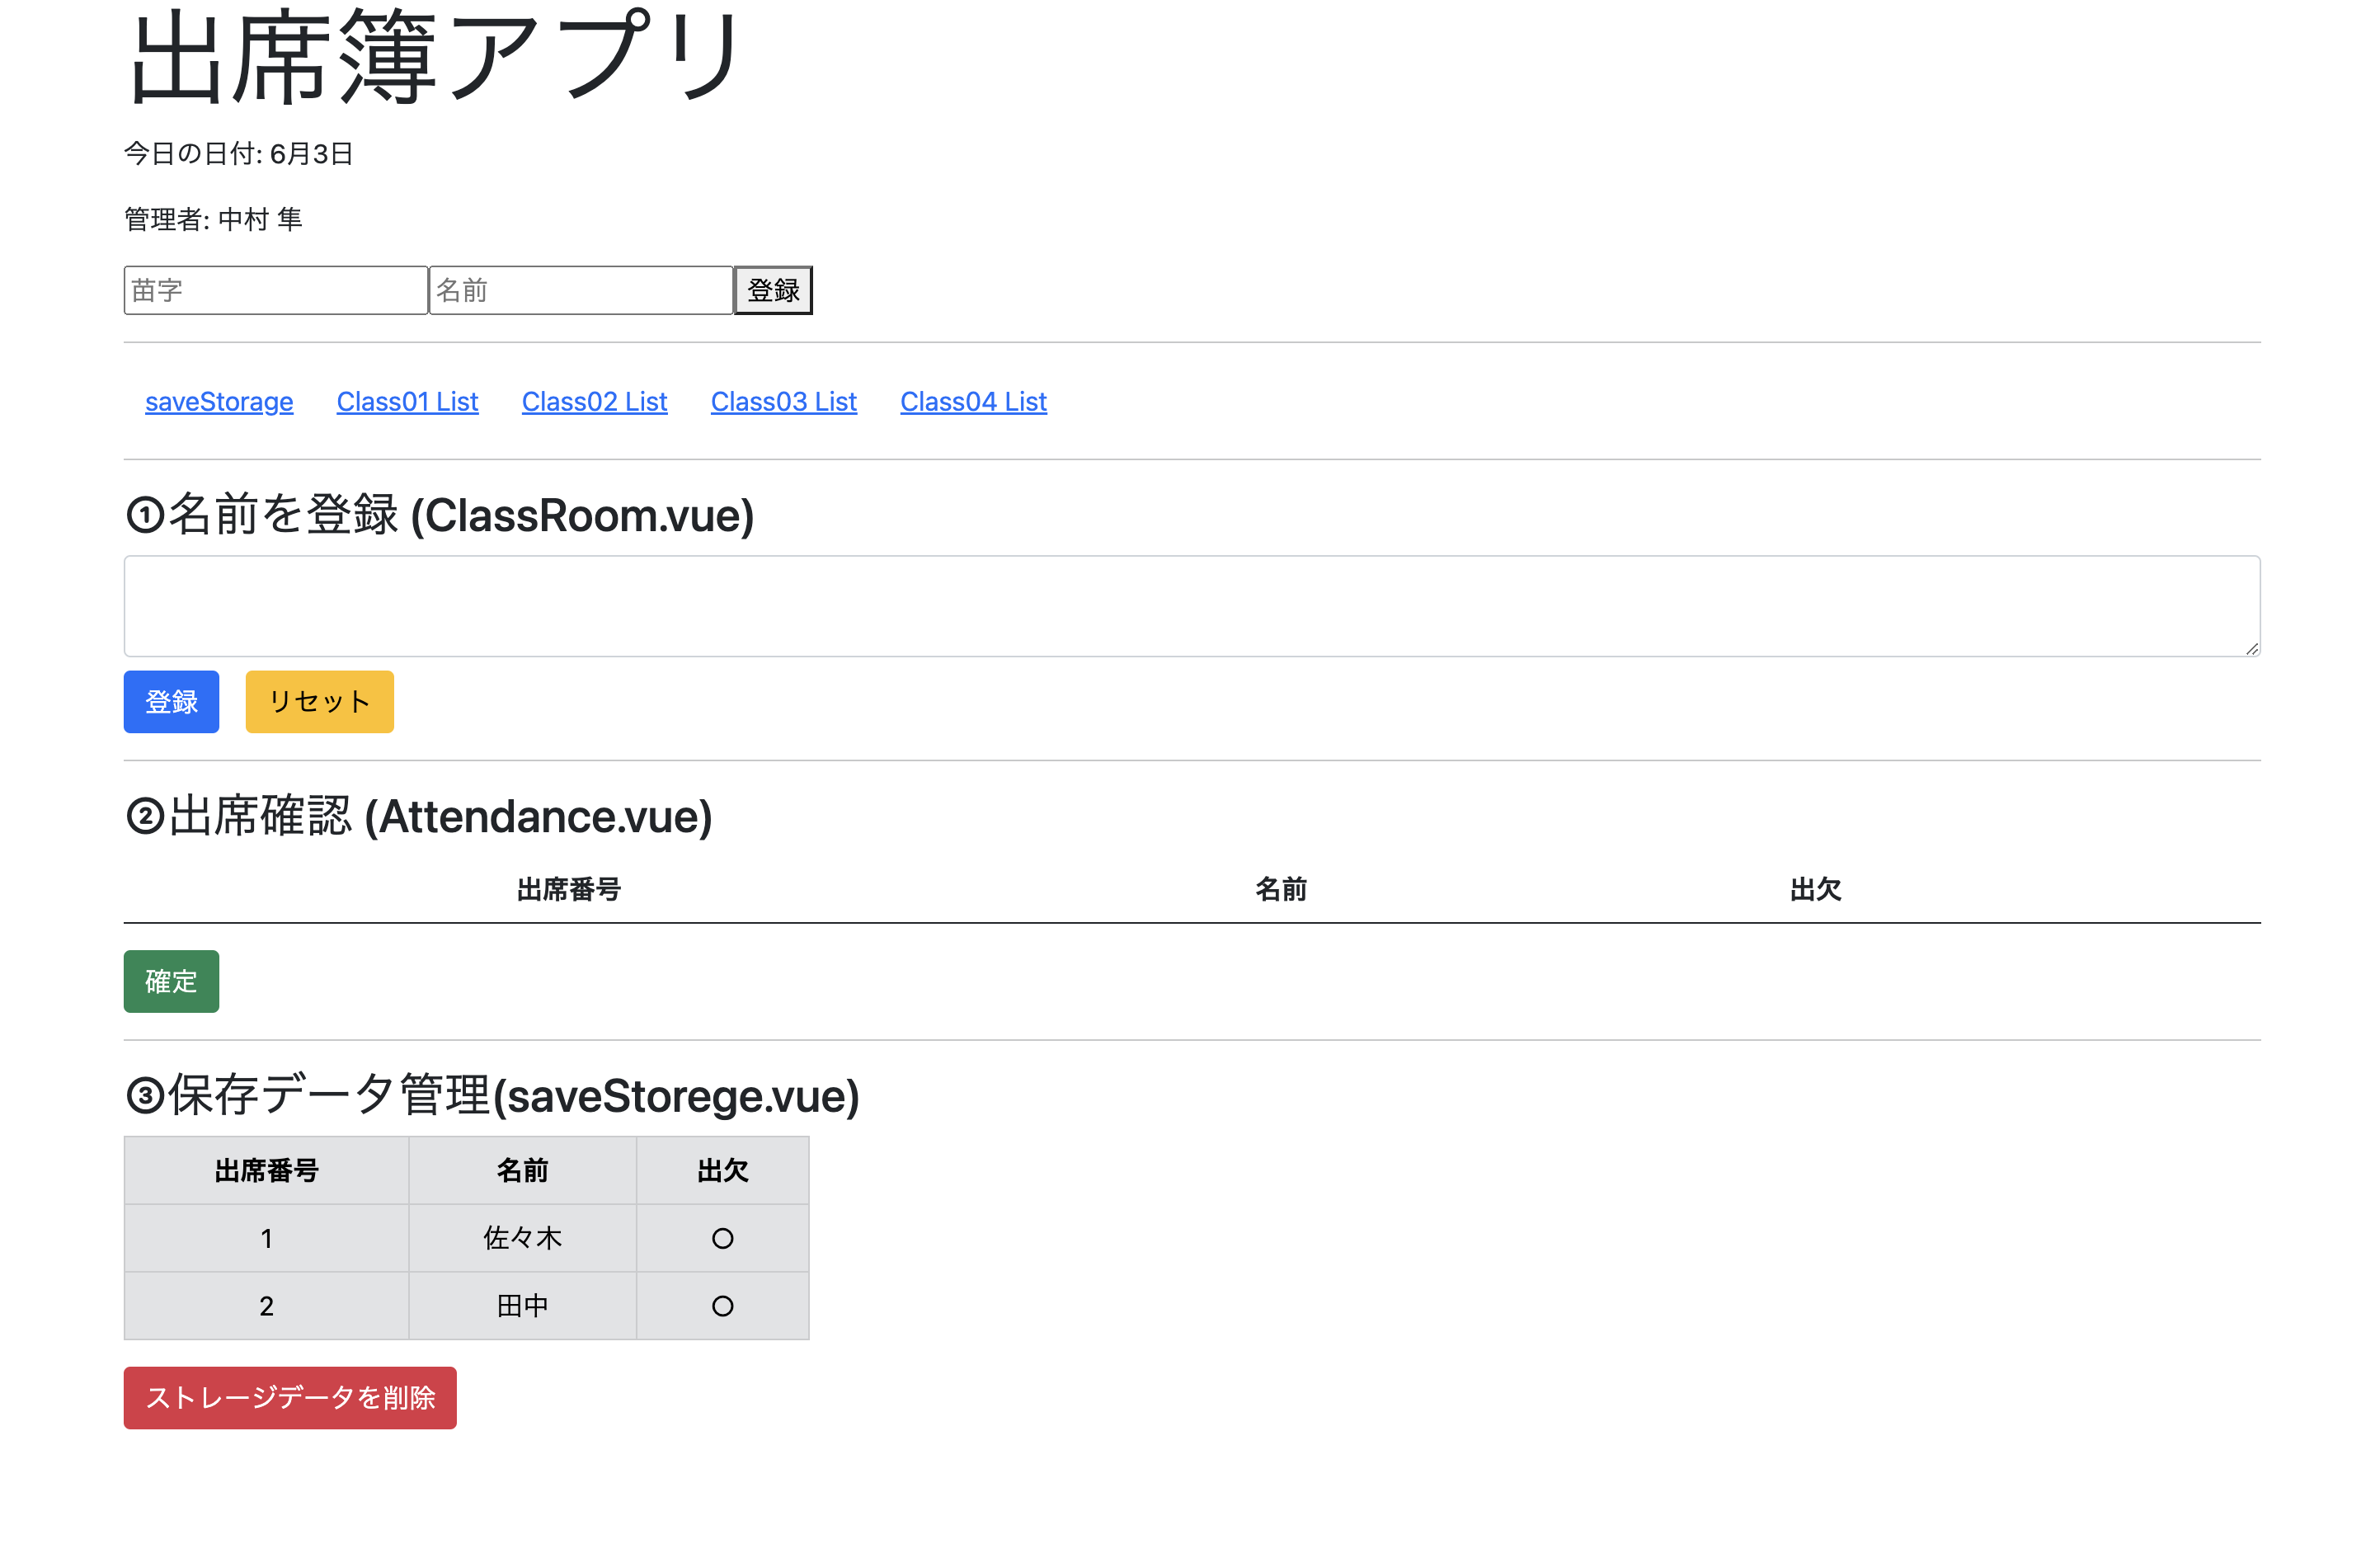 出席簿アプリ
今日の日付: 6月3日
管理者: 中村 隼
苗字 名前 登録
saveStorage Class01 List Class02 List Class03 List Class04 List
①名前を登録 (ClassRoom.vue)
登録 リセット
②出席確認 (Attendance.vue)
出席番号 名前 出欠
確定
③保存データ管理(saveStorege.vue)
出席番号 名前 出欠
1 佐々木 〇
2 田中 〇
ストレージデータを削除